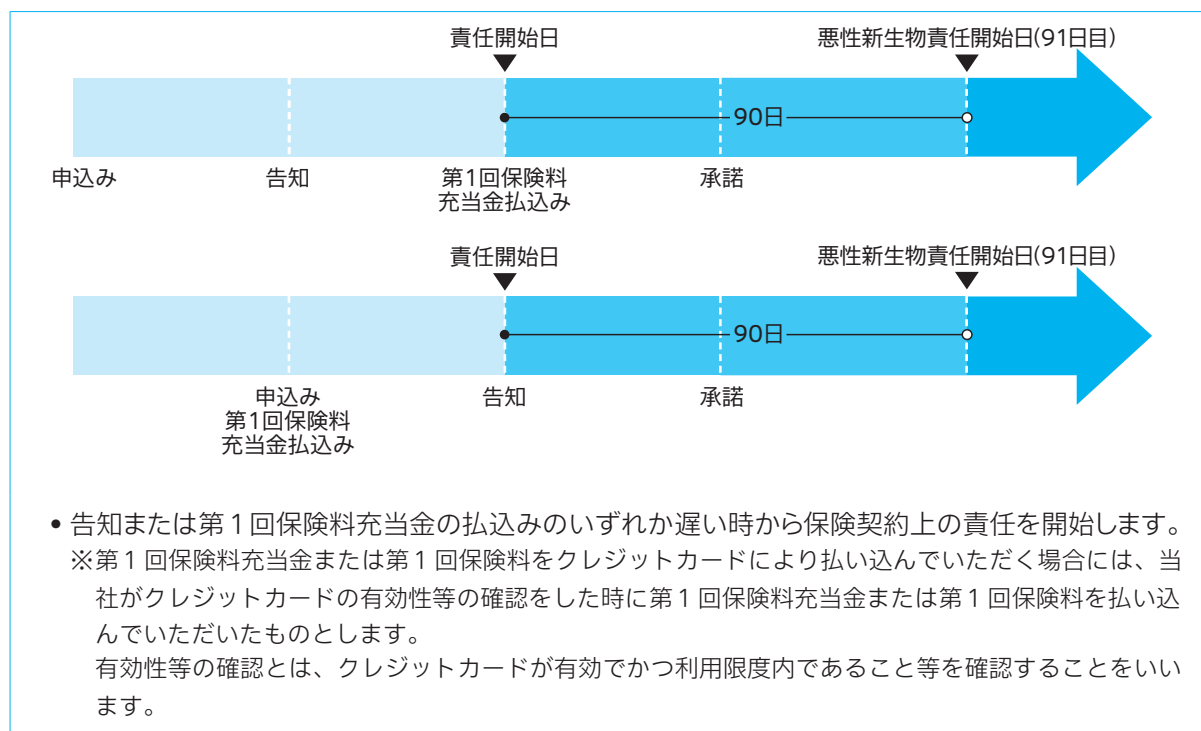 責任開始日
悪性新生物責任開始日(91日目)
90日
申込み
告知
第1回保険料
充当金払込み
承諾
責任開始日
悪性新生物責任開始日(91日目)
90日
申込み
第1回保険料
充当金払込み
告知
承諾
•告知または第1回保険料充当金の払込みのいずれか遅い時から保険契約上の責任を開始します。
※第1回保険料充当金または第1回保険料をクレジットカードにより払い込んでいただく場合には、当
社がクレジットカードの有効性等の確認をした時に第1回保険料充当金または第1回保険料を払い込
んでいただいたものとします。
有効性等の確認とは、クレジットカードが有効でかつ利用限度内であること等を確認することをいい
ます。